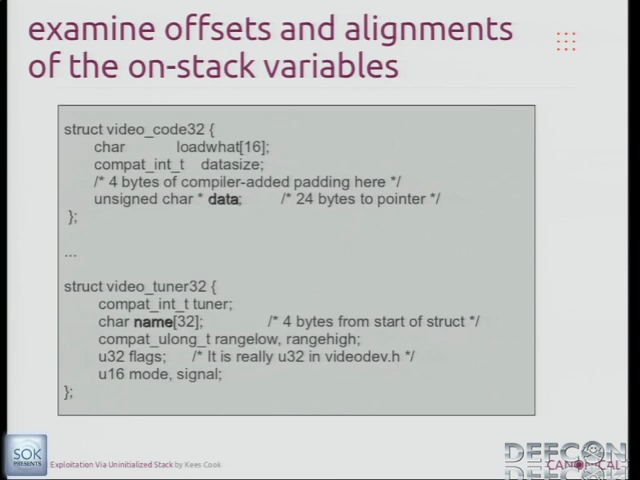 examine offsets and alignments
of the on-stack variables
struct video_code32 {
char loadwhat[16];
compat_int_t datasize;
/* 4 bytes of compiler-added padding here */
unsigned char * data; /* 24 bytes to pointer */
};
...
struct video_tuner32 {
compat_int_t tuner;
char name[32]; /* 4 bytes from start of struct */
compat_ulong_t rangelow, rangehigh;
u32 flags; /* It is really u32 in videodev.h */
u16 mode, signal;
};
SOK
PRESENTS
Exploitation Via Uninitialized Stack by Kees Cook
DEFCON
CANONICAL